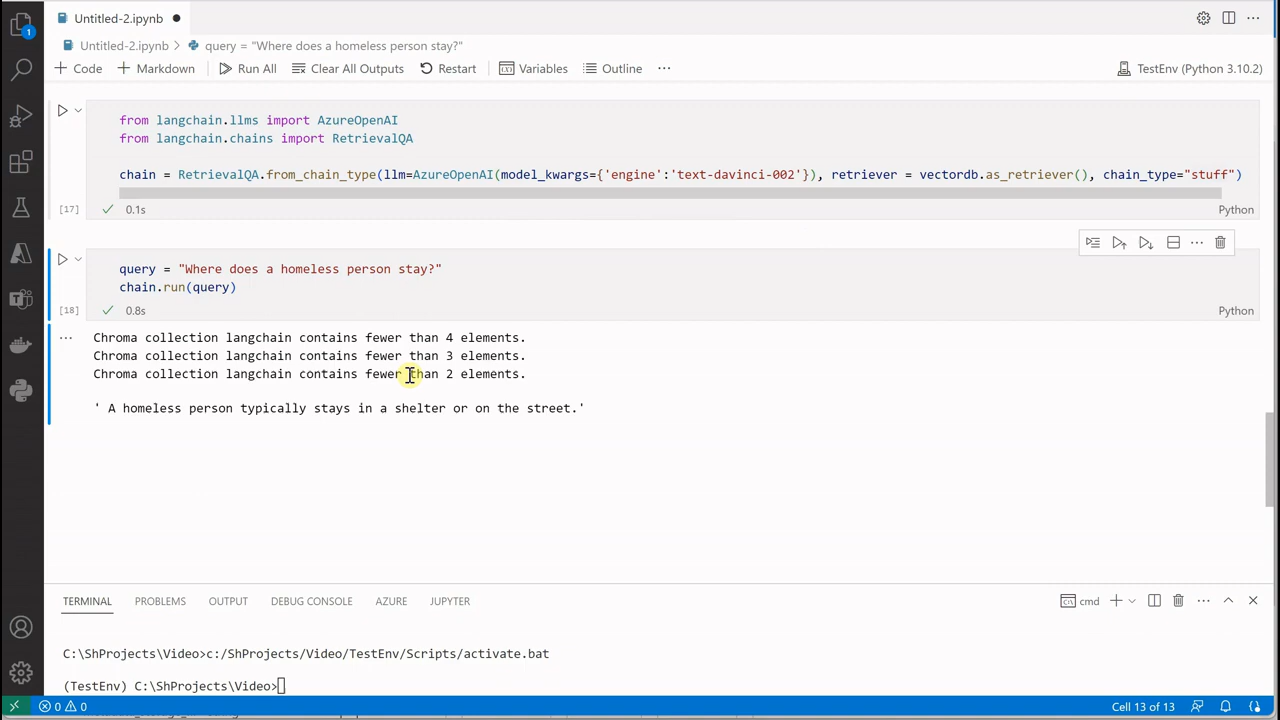 Untitled-2.ipynb
Untitled-2.ipynb > query = "Where does a homeless person stay?"
+ Code + Markdown Run All Clear All Outputs Restart Variables Outline ... TestEnv (Python 3.10.2)
from langchain.llms import AzureOpenAI
from langchain.chains import RetrievalQA
chain = RetrievalQA.from_chain_type(llm=AzureOpenAI(model_kwargs={'engine':'text-davinci-002'}), retriever = vectordb.as_retriever(), chain_type="stuff")
[17] 0.1s Python
query = "Where does a homeless person stay?"
chain.run(query)
[18] 0.8s Python
... Chroma collection langchain contains fewer than 4 elements.
Chroma collection langchain contains fewer than 3 elements.
Chroma collection langchain contains fewer than 2 elements.
' A homeless person typically stays in a shelter or on the street.'
TERMINAL PROBLEMS OUTPUT DEBUG CONSOLE AZURE JUPYTER cmd
C:\ShProjects\Video>c:/ShProjects/Video/TestEnv/Scripts/activate.bat
(TestEnv) C:\ShProjects\Video>
0 0 Cell 13 of 13
1